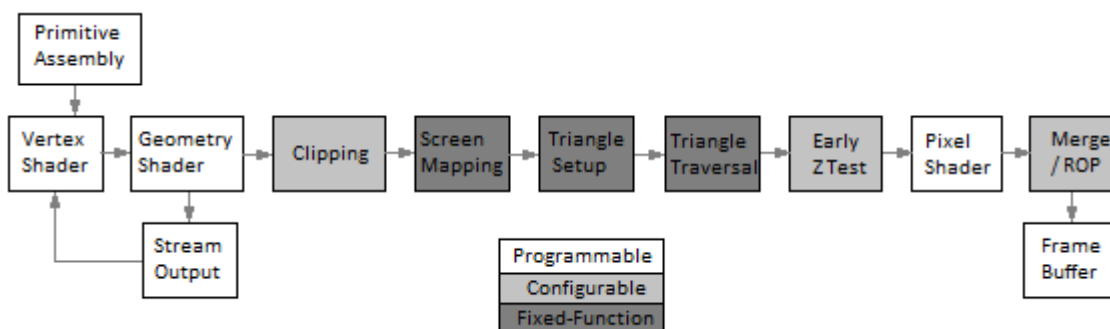 Primitive
Assembly
Vertex
Shader
Geometry
Shader
Clipping
Screen
Mapping
Triangle
Setup
Triangle
Traversal
Early
Z Test
Pixel
Shader
Merge
/ ROP
Stream
Output
Frame
Buffer
Programmable
Configurable
Fixed-Function